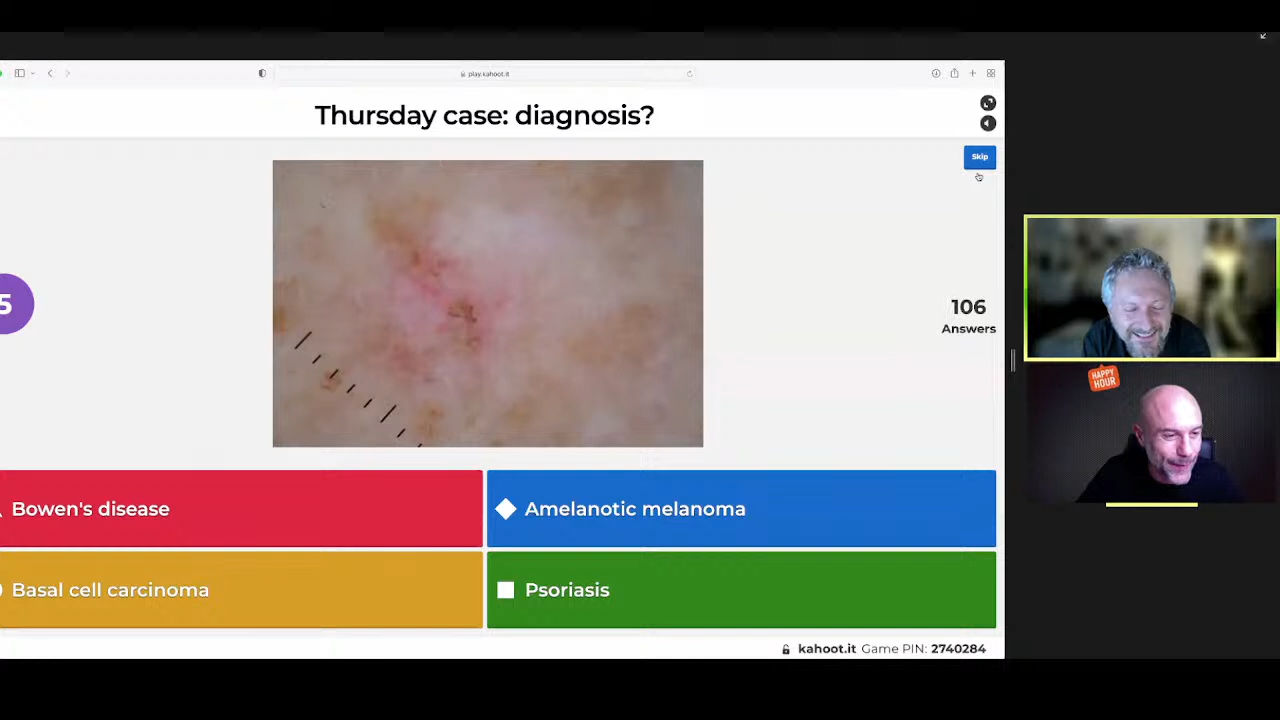 play.kahoot.it
Thursday case: diagnosis?
Skip
5
106
Answers
HAPPY
HOUR
Bowen's disease
Amelanotic melanoma
Basal cell carcinoma
Psoriasis
kahoot.it Game PIN: 2740284